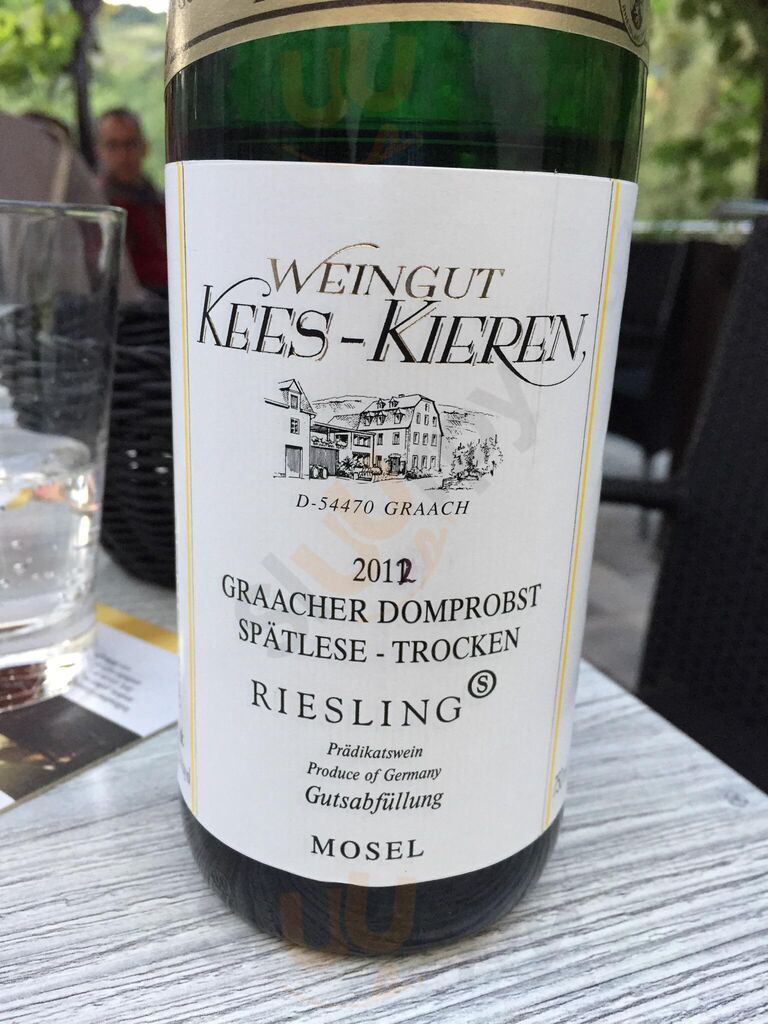 WEINGUT
KEES-KIEREN
D-54470 GRAACH
2012
GRAACHER DOMPROBST
SPÄTLESE - TROCKEN
RIESLING Ⓢ
Prädikatswein
Produce of Germany
Gutsabfüllung
MOSEL